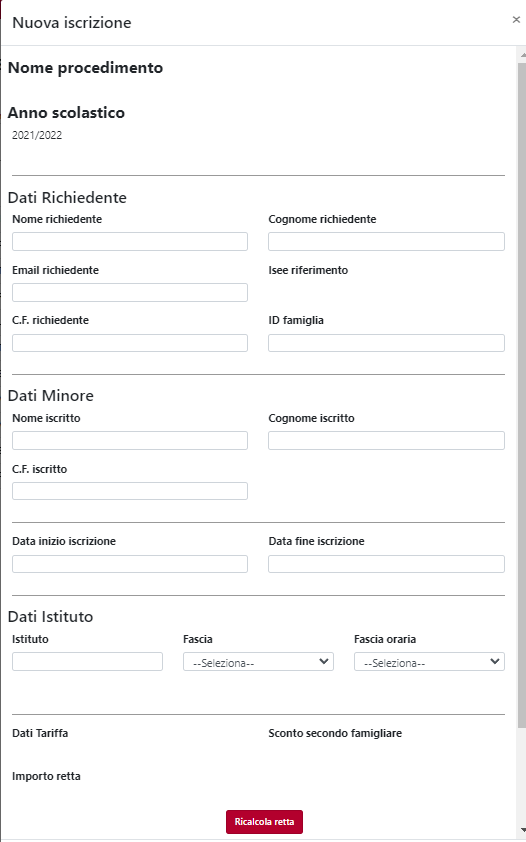 Nuova iscrizione ×
Nome procedimento
Anno scolastico
2021/2022
Dati Richiedente
Nome richiedente Cognome richiedente
Email richiedente Isee riferimento
C.F. richiedente ID famiglia
Dati Minore
Nome iscritto Cognome iscritto
C.F. iscritto
Data inizio iscrizione Data fine iscrizione
Dati Istituto
Istituto Fascia Fascia oraria
--Seleziona-- --Seleziona--
Dati Tariffa Sconto secondo famigliare
Importo retta
Ricalcola retta